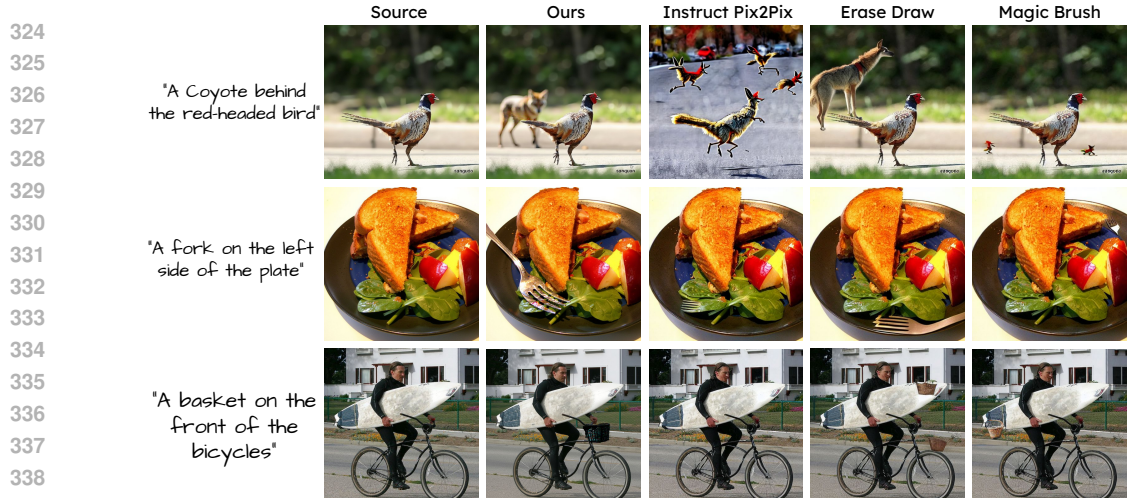 Source Ours Instruct Pix2Pix Erase Draw Magic Brush
324
325
326
327
328
329
330
331
332
333
334
335
336
337
338
"A Coyote behind
the red-headed bird"
"A fork on the left
side of the plate"
"A basket on the
front of the
bicycles"